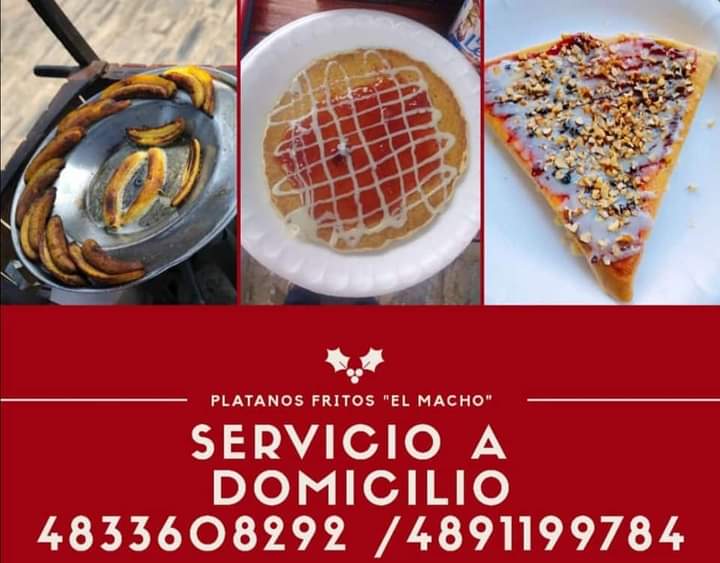 PLATANOS FRITOS "EL MACHO"
SERVICIO A
DOMICILIO
4833608292 /4891199784